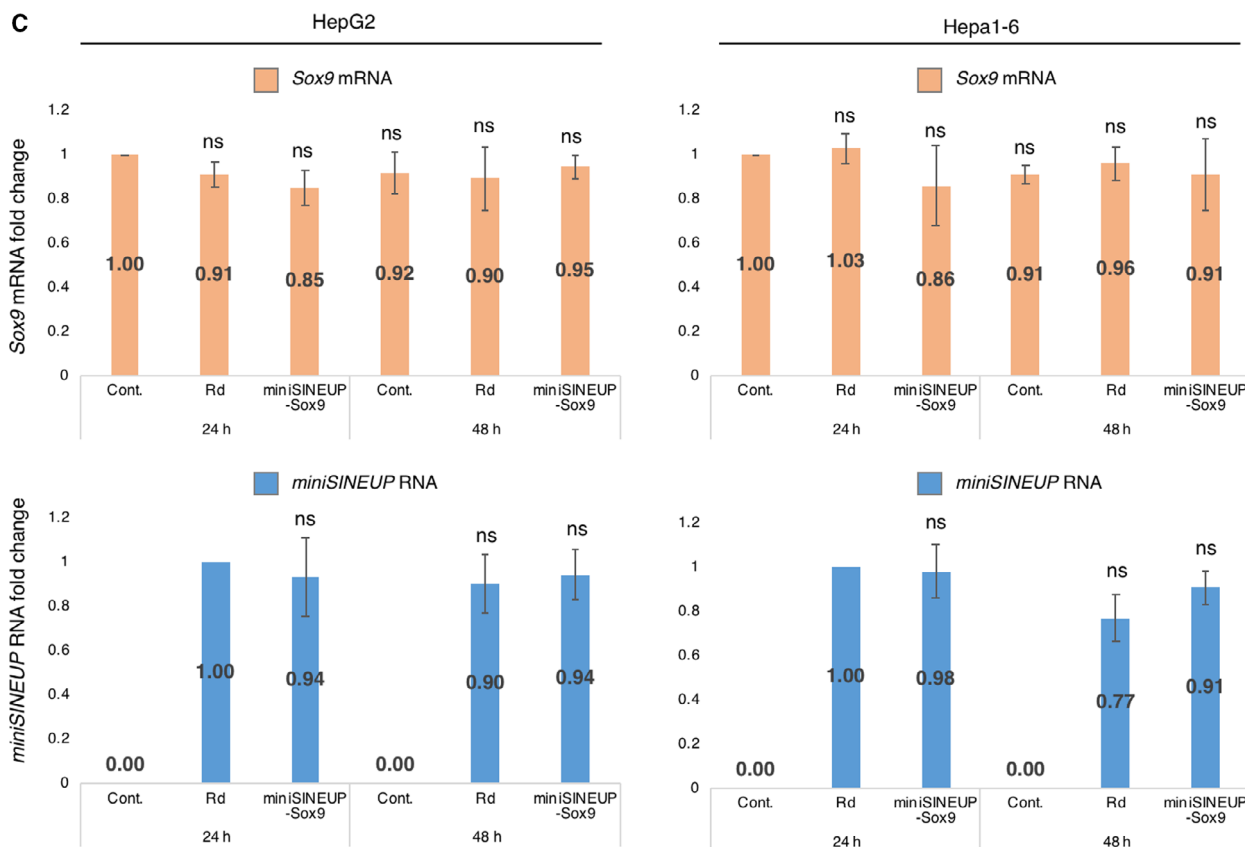 C
HepG2
Sox9 mRNA
Sox9 mRNA fold change
1.2
1
0.8
0.6
0.4
0.2
0
ns ns ns ns ns
1.00 0.91 0.85 0.92 0.90 0.95
Cont. Rd miniSINEUP Cont. Rd miniSINEUP
-Sox9 -Sox9
24 h 48 h
Hepa1-6
Sox9 mRNA
1.2
1
0.8
0.6
0.4
0.2
0
ns ns ns ns ns
1.00 1.03 0.86 0.91 0.96 0.91
Cont. Rd miniSINEUP Cont. Rd miniSINEUP
-Sox9 -Sox9
24 h 48 h
miniSINEUP RNA
miniSINEUP RNA fold change
1.2
1
0.8
0.6
0.4
0.2
0
ns ns ns
0.00 1.00 0.94 0.00 0.90 0.94
Cont. Rd miniSINEUP Cont. Rd miniSINEUP
-Sox9 -Sox9
24 h 48 h
miniSINEUP RNA
1.2
1
0.8
0.6
0.4
0.2
0
ns ns ns
0.00 1.00 0.98 0.00 0.77 0.91
Cont. Rd miniSINEUP Cont. Rd miniSINEUP
-Sox9 -Sox9
24 h 48 h